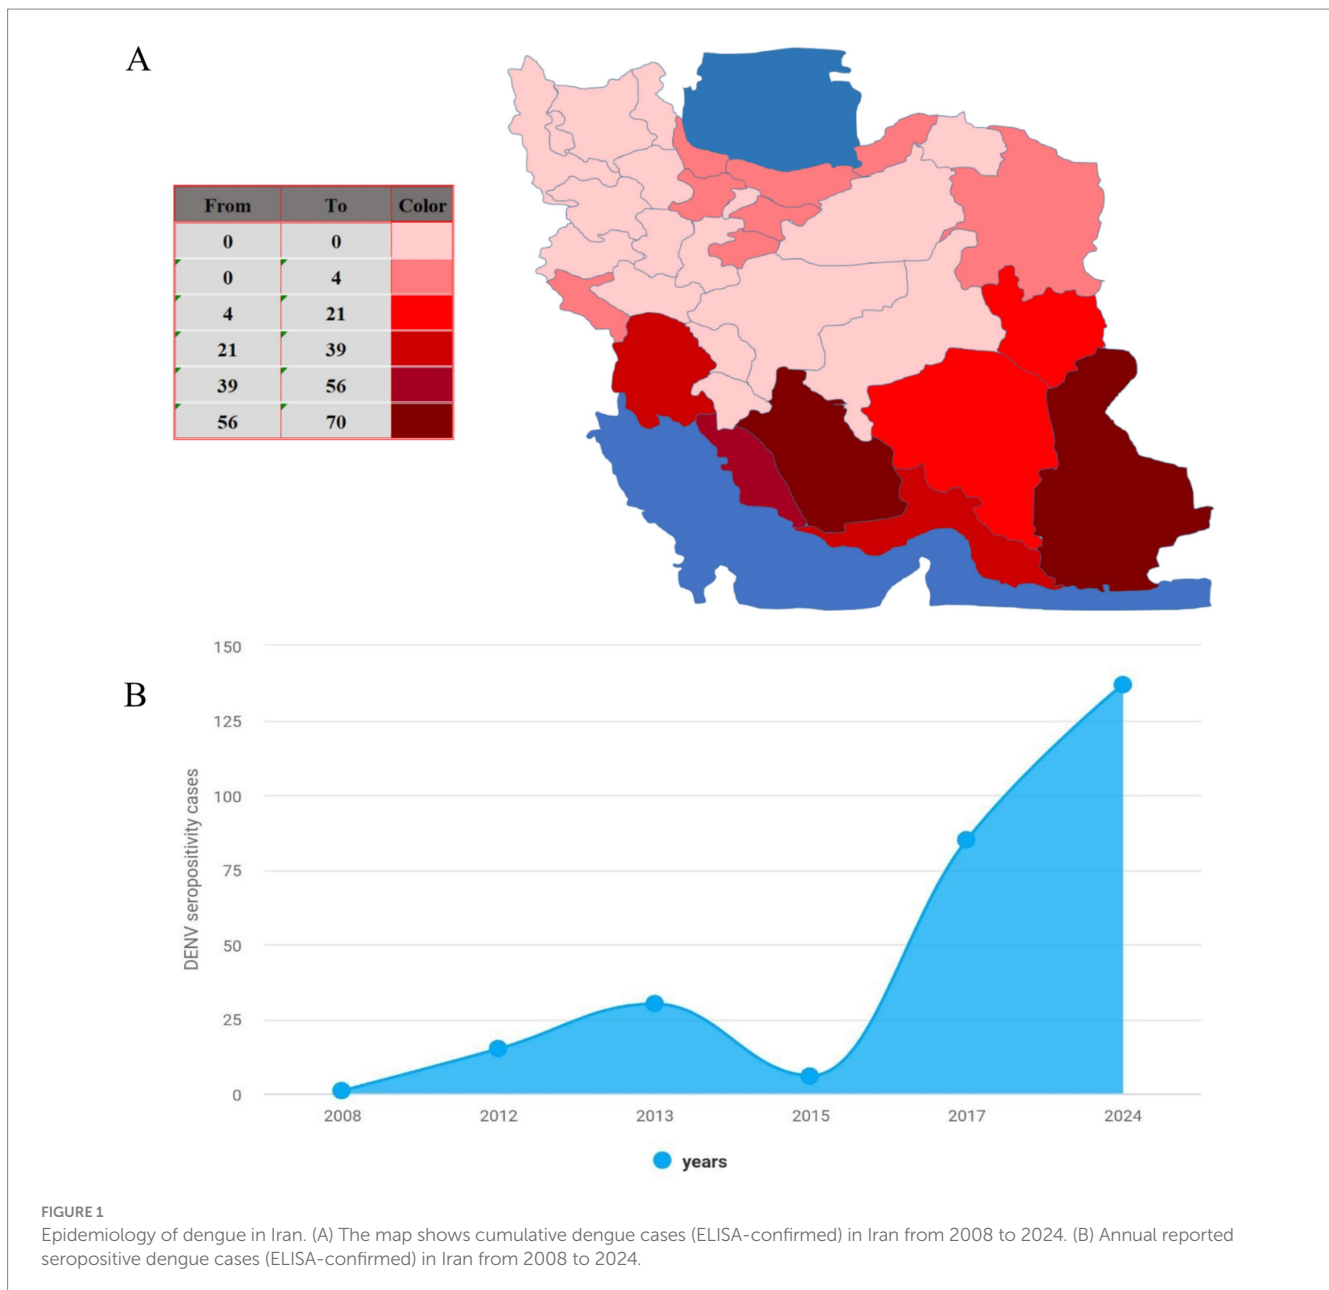 A
From To Color
0 0
0 4
4 21
21 39
39 56
56 70
B
DENV seropositivity cases
150
125
100
75
50
25
0
2008 2012 2013 2015 2017 2024
years
FIGURE 1
Epidemiology of dengue in Iran. (A) The map shows cumulative dengue cases (ELISA-confirmed) in Iran from 2008 to 2024. (B) Annual reported
seropositive dengue cases (ELISA-confirmed) in Iran from 2008 to 2024.